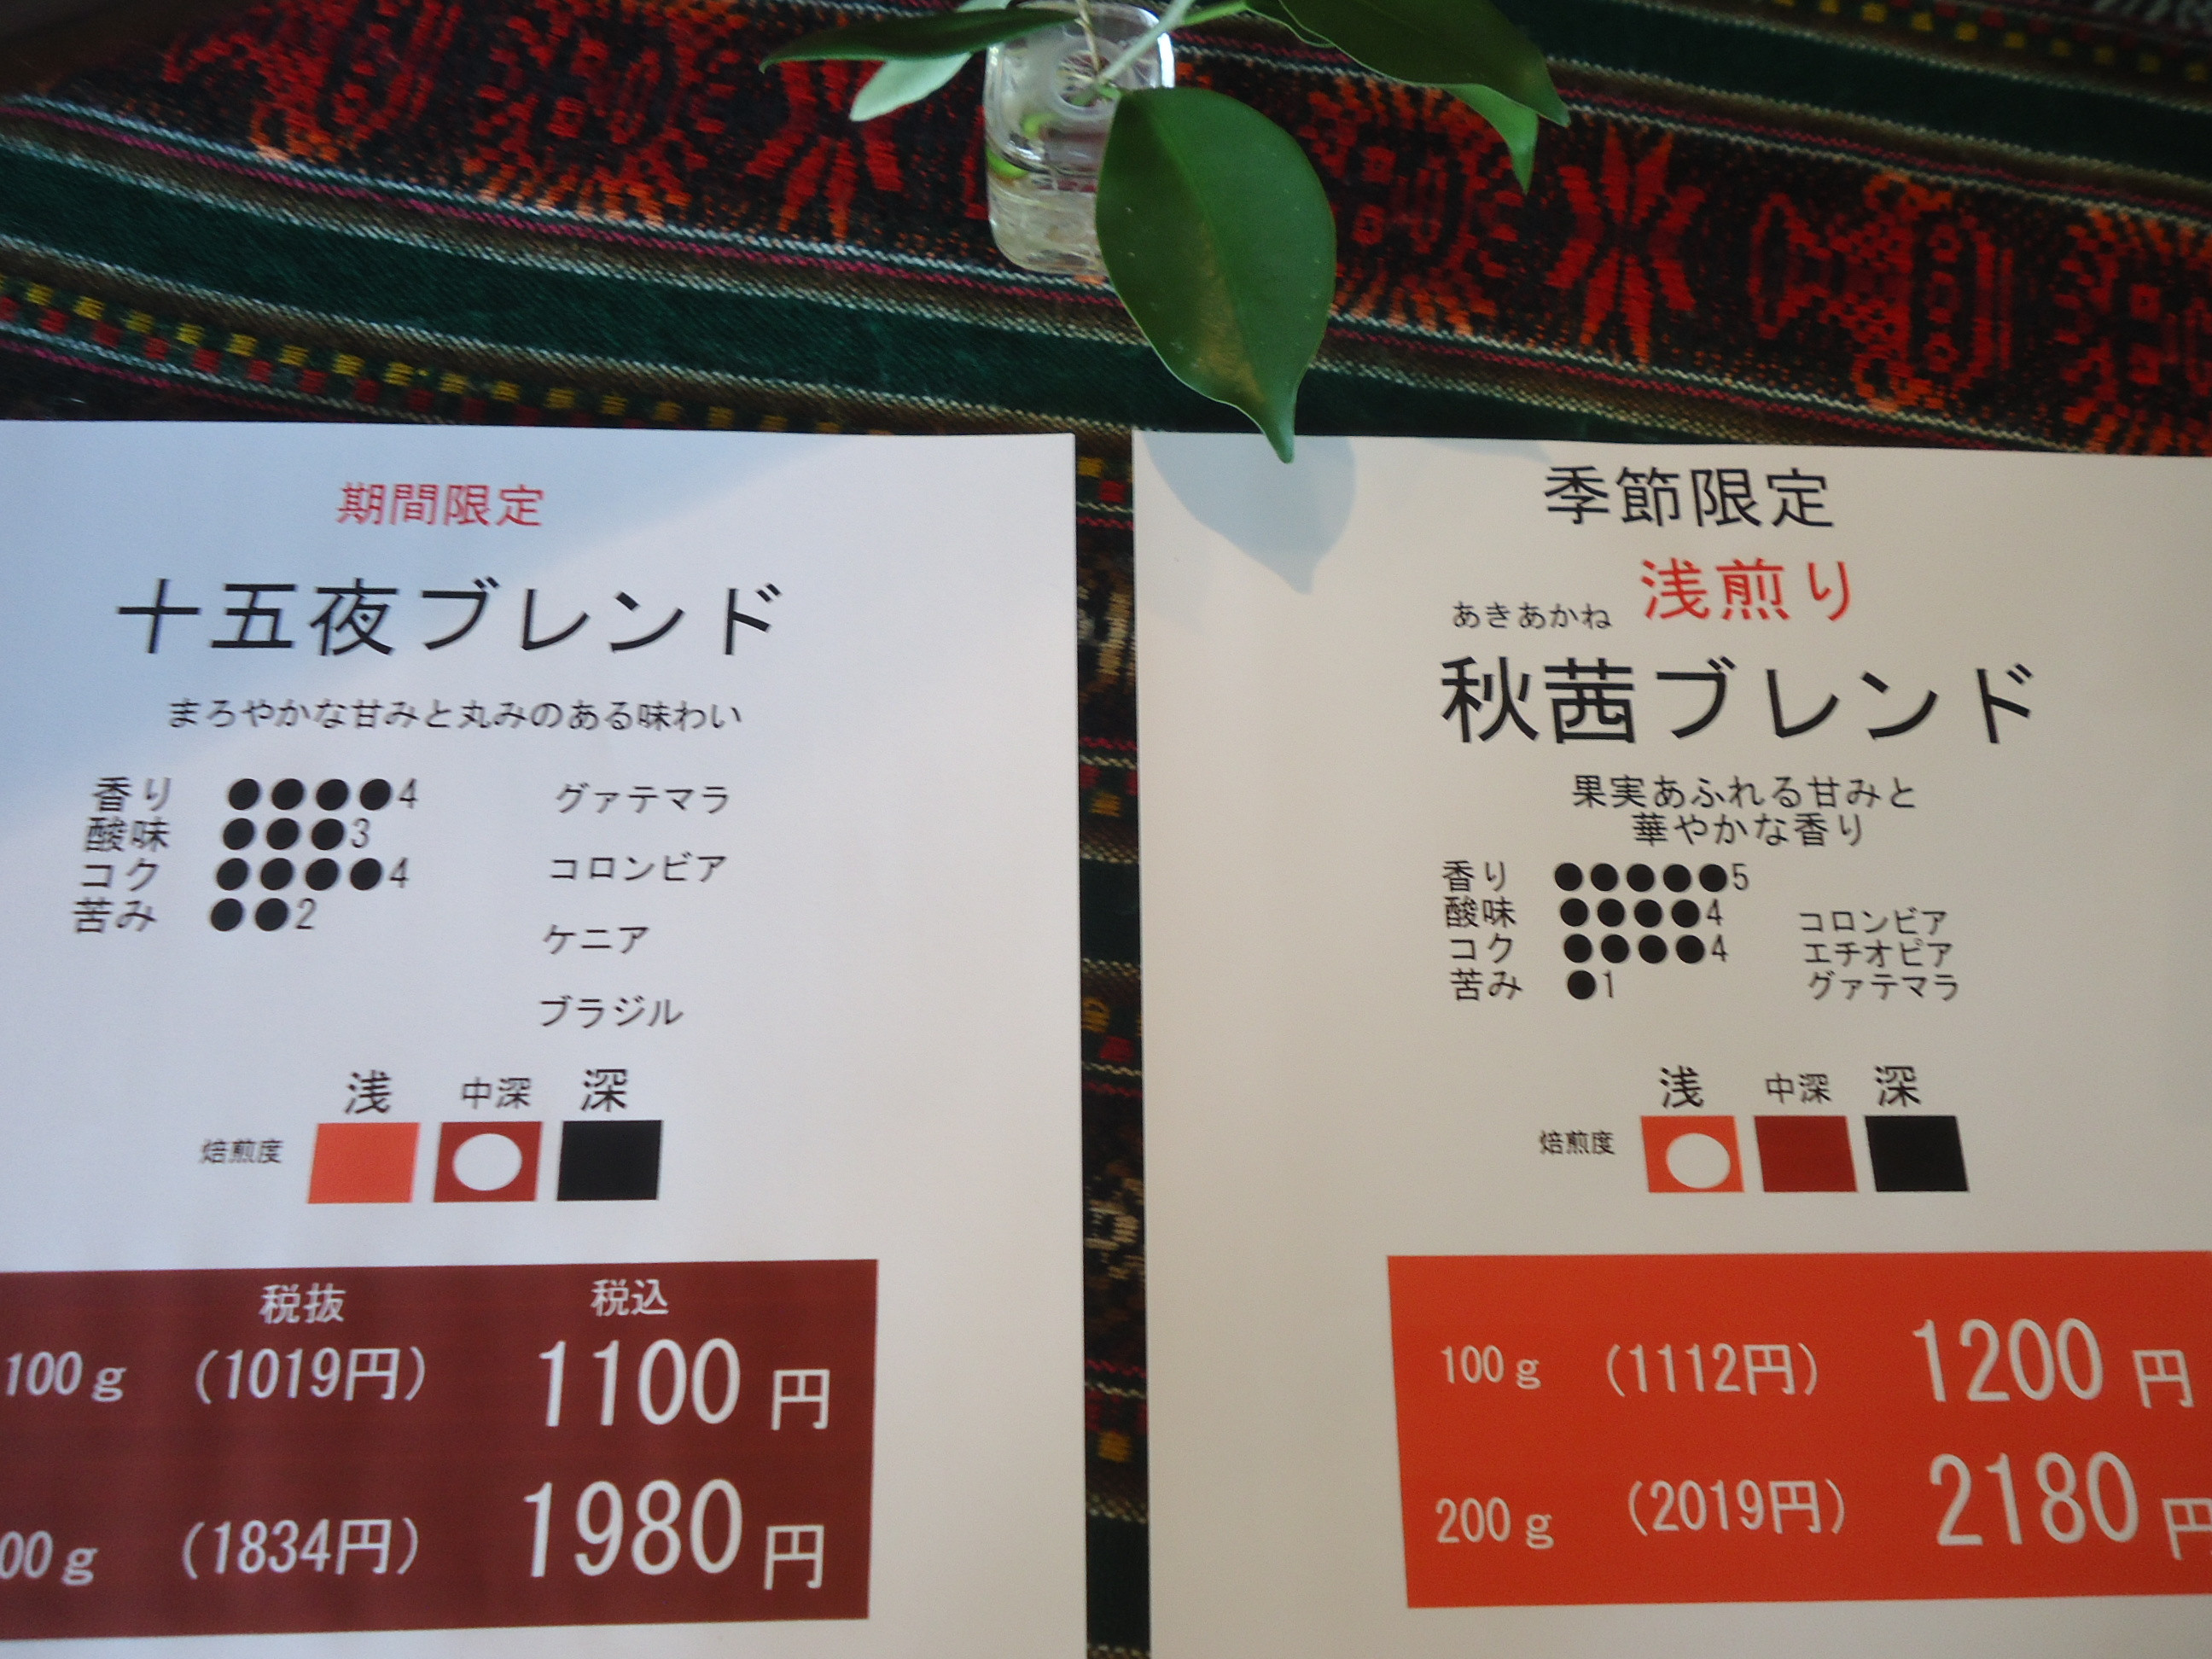 期間限定
十五夜ブレンド
まろやかな甘みと丸みのある味わい
香り ●●●●4
酸味 ●●●3
コク ●●●●4
苦み ●●2
グァテマラ
コロンビア
ケニア
ブラジル
浅 中深 深
焙煎度
税抜 税込
100g (1019円) 1100円
00g (1834円) 1980円
季節限定
浅煎り
あきあかね
秋茜ブレンド
果実あふれる甘みと
華やかな香り
香り ●●●●●5
酸味 ●●●●4
コク ●●●●4
苦み ●1
コロンビア
エチオピア
グァテマラ
浅 中深 深
焙煎度
100g (1112円) 1200円
200g (2019円) 2180円